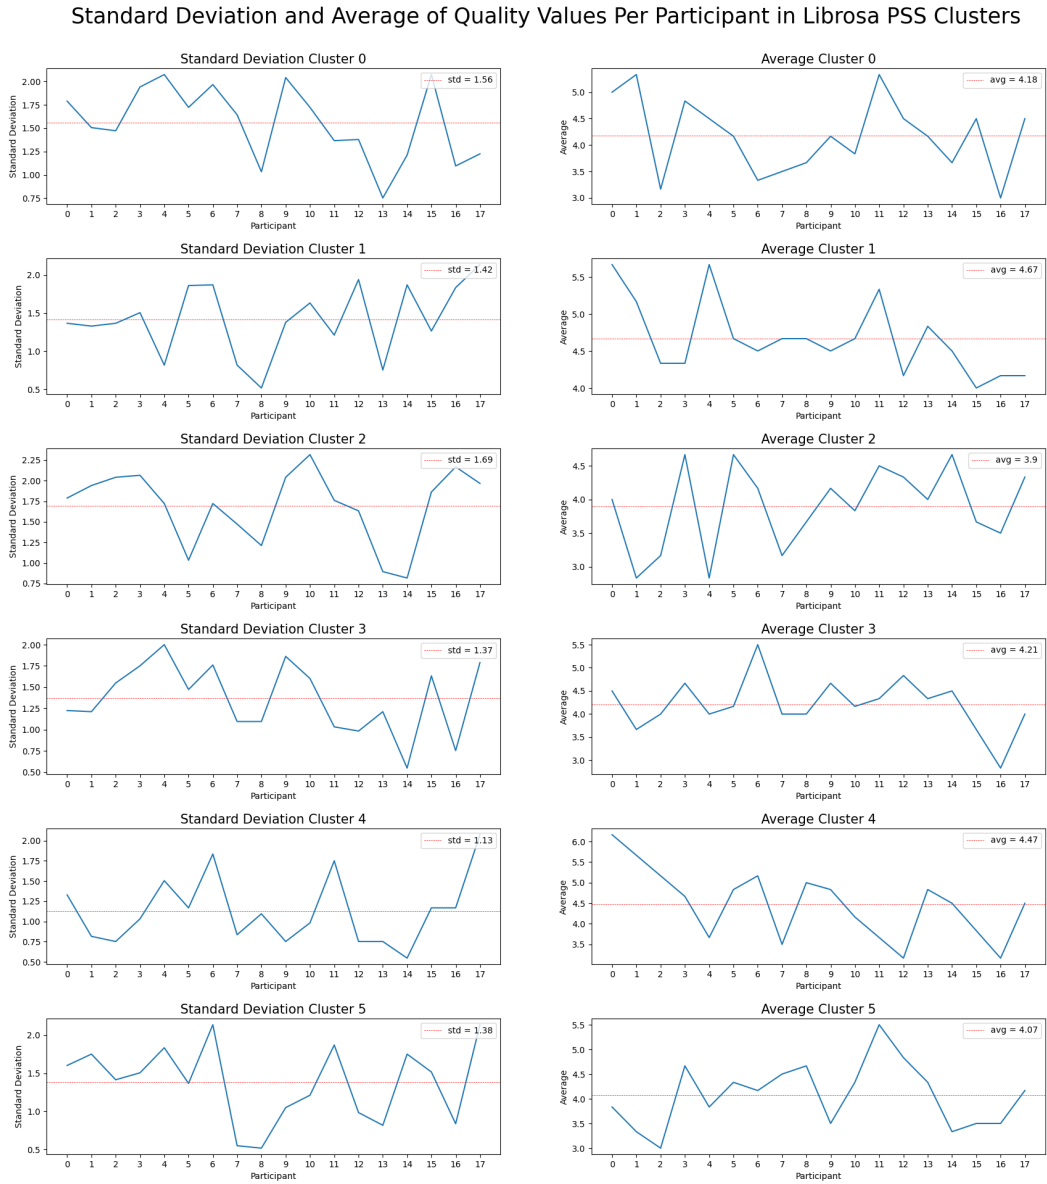 Standard Deviation and Average of Quality Values Per Participant in Librosa PSS Clusters
Standard Deviation Cluster 0
std = 1.56
Standard Deviation
2.00
1.75
1.50
1.25
1.00
0.75
0 1 2 3 4 5 6 7 8 9 10 11 12 13 14 15 16 17
Participant
Average Cluster 0
avg = 4.18
Average
5.0
4.5
4.0
3.5
3.0
0 1 2 3 4 5 6 7 8 9 10 11 12 13 14 15 16 17
Participant
Standard Deviation Cluster 1
std = 1.42
Standard Deviation
2.0
1.5
1.0
0.5
0 1 2 3 4 5 6 7 8 9 10 11 12 13 14 15 16 17
Participant
Average Cluster 1
avg = 4.67
Average
5.5
5.0
4.5
4.0
0 1 2 3 4 5 6 7 8 9 10 11 12 13 14 15 16 17
Participant
Standard Deviation Cluster 2
std = 1.69
Standard Deviation
2.25
2.00
1.75
1.50
1.25
1.00
0.75
0 1 2 3 4 5 6 7 8 9 10 11 12 13 14 15 16 17
Participant
Average Cluster 2
avg = 3.9
Average
4.5
4.0
3.5
3.0
0 1 2 3 4 5 6 7 8 9 10 11 12 13 14 15 16 17
Participant
Standard Deviation Cluster 3
std = 1.37
Standard Deviation
2.00
1.75
1.50
1.25
1.00
0.75
0.50
0 1 2 3 4 5 6 7 8 9 10 11 12 13 14 15 16 17
Participant
Average Cluster 3
avg = 4.21
Average
5.5
5.0
4.5
4.0
3.5
3.0
0 1 2 3 4 5 6 7 8 9 10 11 12 13 14 15 16 17
Participant
Standard Deviation Cluster 4
std = 1.13
Standard Deviation
2.00
1.75
1.50
1.25
1.00
0.75
0.50
0 1 2 3 4 5 6 7 8 9 10 11 12 13 14 15 16 17
Participant
Average Cluster 4
avg = 4.47
Average
6.0
5.5
5.0
4.5
4.0
3.5
0 1 2 3 4 5 6 7 8 9 10 11 12 13 14 15 16 17
Participant
Standard Deviation Cluster 5
std = 1.38
Standard Deviation
2.0
1.5
1.0
0.5
0 1 2 3 4 5 6 7 8 9 10 11 12 13 14 15 16 17
Participant
Average Cluster 5
avg = 4.07
Average
5.5
5.0
4.5
4.0
3.5
3.0
0 1 2 3 4 5 6 7 8 9 10 11 12 13 14 15 16 17
Participant